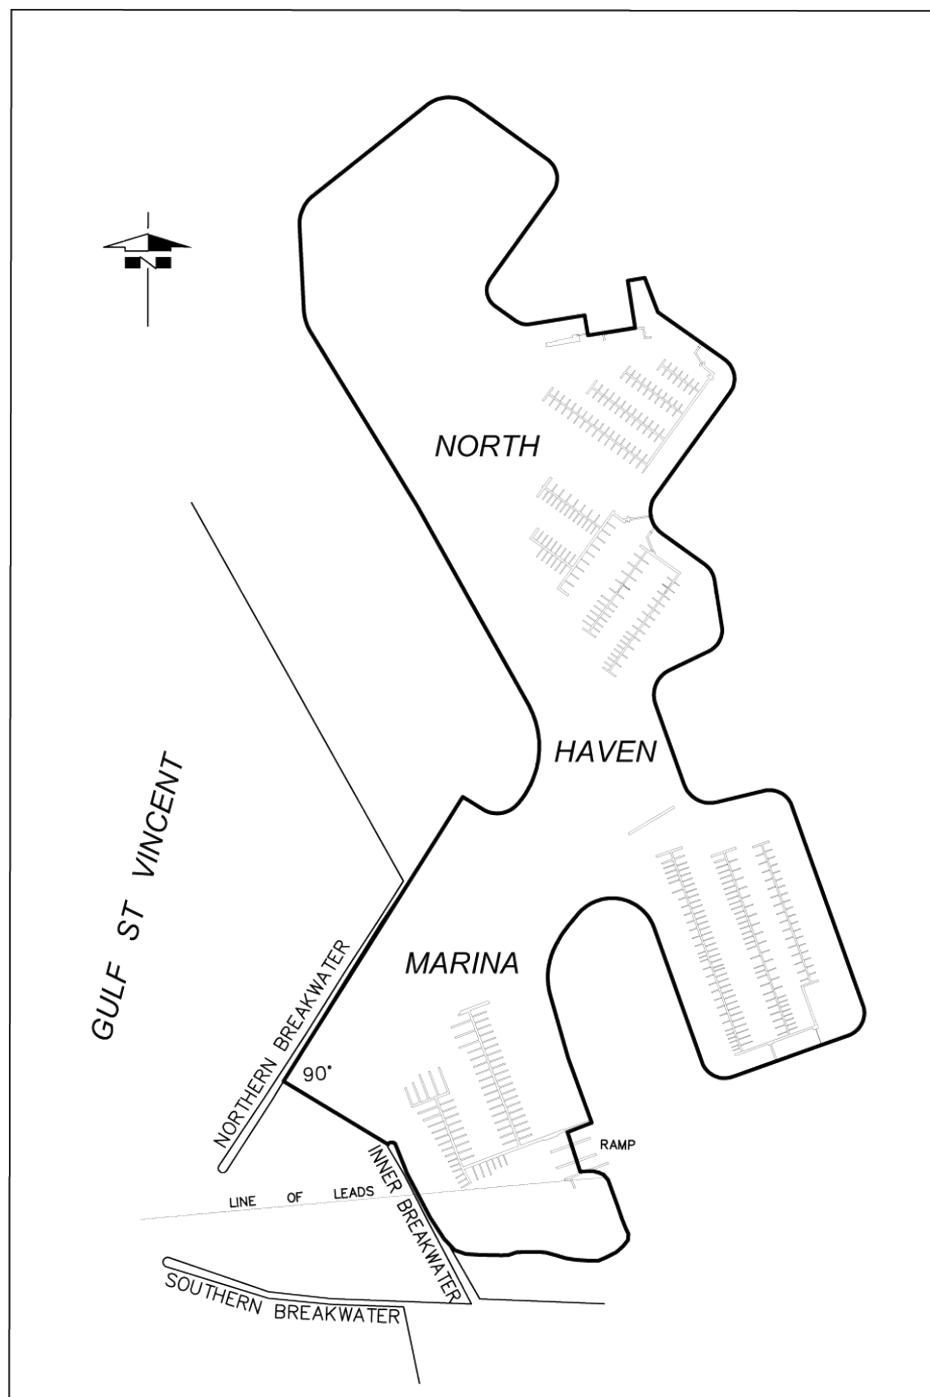 N
NORTH
HAVEN
GULF ST VINCENT
MARINA
NORTHERN BREAKWATER
90°
RAMP
INNER BREAKWATER
LINE OF LEADS
SOUTHERN BREAKWATER